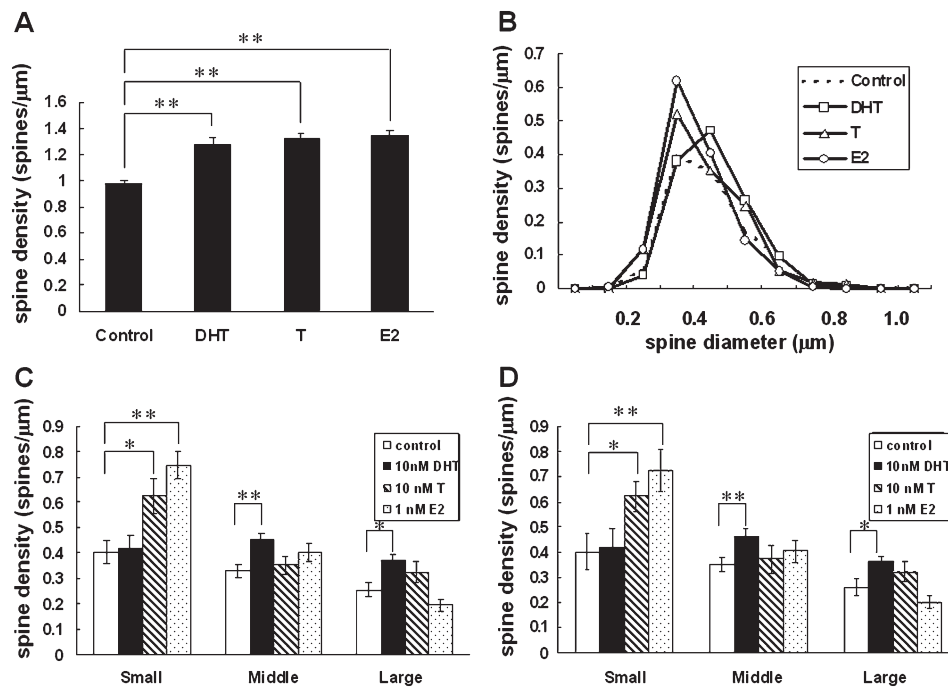 A
**
**
**
spine density (spines/μm)
1.6
1.4
1.2
1
0.8
0.6
0.4
0.2
0
Control DHT T E2
B
spine density (spines/μm)
0.7
0.6
0.5
0.4
0.3
0.2
0.1
0
Control
DHT
T
E2
0.2 0.4 0.6 0.8 1.0
spine diameter (μm)
C
spine density (spines/μm)
0.9
0.8
0.7
0.6
0.5
0.4
0.3
0.2
0.1
0
**
*
**
*
control
10nM DHT
10 nM T
1 nM E2
Small Middle Large
D
spine density (spines/μm)
0.9
0.8
0.7
0.6
0.5
0.4
0.3
0.2
0.1
0
**
*
**
*
control
10nM DHT
10 nM T
1 nM E2
Small Middle Large